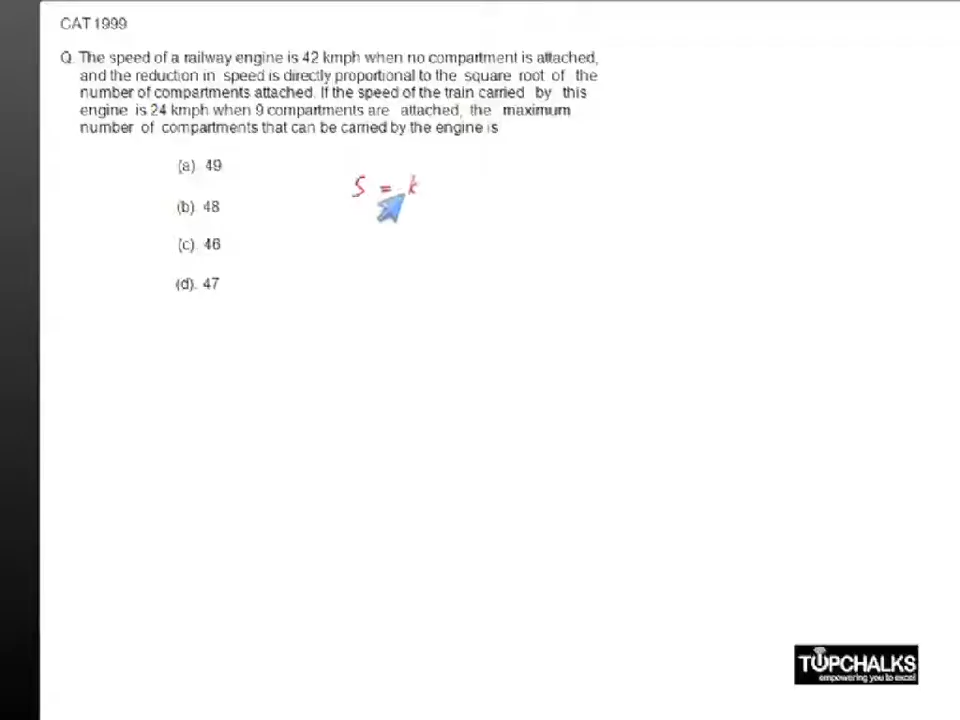 CAT 1999
Q. The speed of a railway engine is 42 kmph when no compartment is attached,
and the reduction in speed is directly proportional to the square root of the
number of compartments attached. If the speed of the train carried by this
engine is 24 kmph when 9 compartments are attached, the maximum
number of compartments that can be carried by the engine is
(a) 49
S = k
(b) 48
(c). 46
(d). 47
TOPCHALKS
empowering you to excel